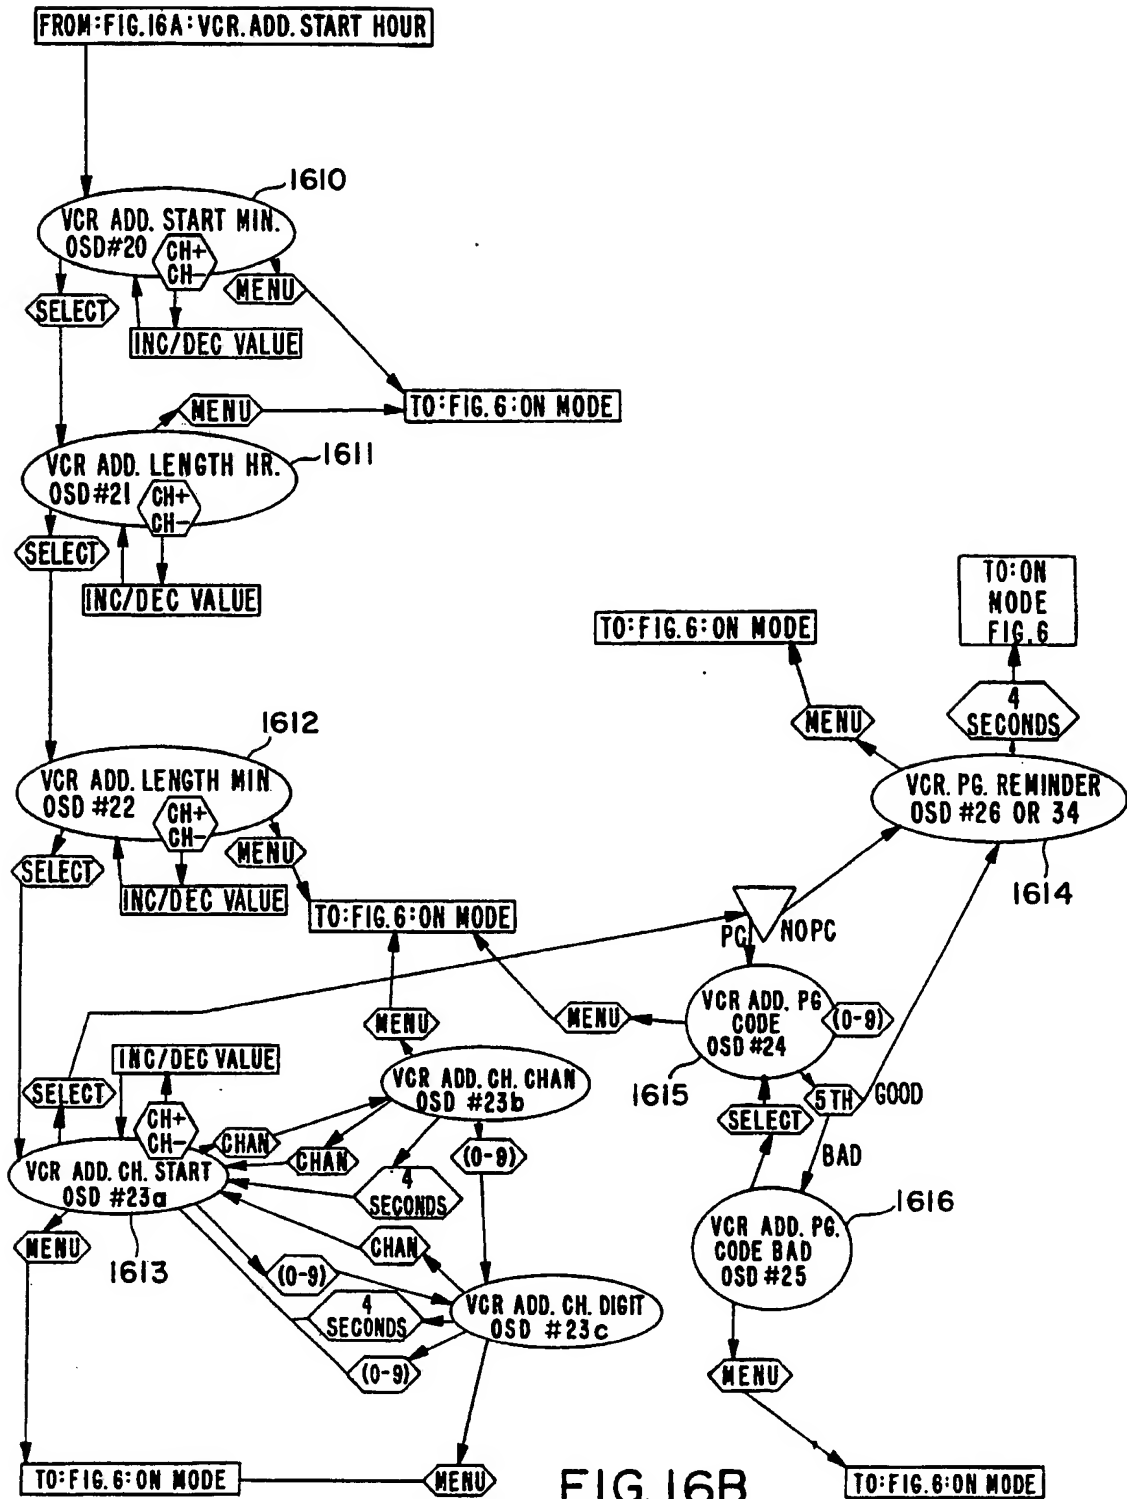 FROM:FIG.16A:VCR.ADD.START HOUR
1610
VCR ADD. START MIN.
OSD#20
CH+
CH-
MENU
SELECT
INC/DEC VALUE
MENU
TO:FIG.6:ON MODE
1611
VCR ADD. LENGTH HR.
OSD#21
CH+
CH-
SELECT
INC/DEC VALUE
TO:ON
MODE
FIG.6
TO:FIG.6:ON MODE
4
SECONDS
MENU
1612
VCR ADD. LENGTH MIN
OSD #22
CH+
CH-
MENU
SELECT
INC/DEC VALUE
TO:FIG.6:ON MODE
VCR. PG. REMINDER
OSD #26 OR 34
1614
PC
NOPC
VCR ADD. PG
CODE
OSD #24
(0-9)
MENU
MENU
1615
5TH
GOOD
SELECT
BAD
INC/DEC VALUE
SELECT
CH+
CH-
VCR ADD. CH. CHAN
OSD #23b
CHAN
CHAN
(0-9)
VCR ADD. CH. START
OSD #23a
4
SECONDS
MENU
1613
CHAN
(0-9)
4
SECONDS
(0-9)
VCR ADD. CH. DIGIT
OSD #23c
1616
VCR ADD. PG.
CODE BAD
OSD #25
MENU
TO:FIG.6:ON MODE
MENU
FIG. 16B
TO:FIG.6:ON MODE